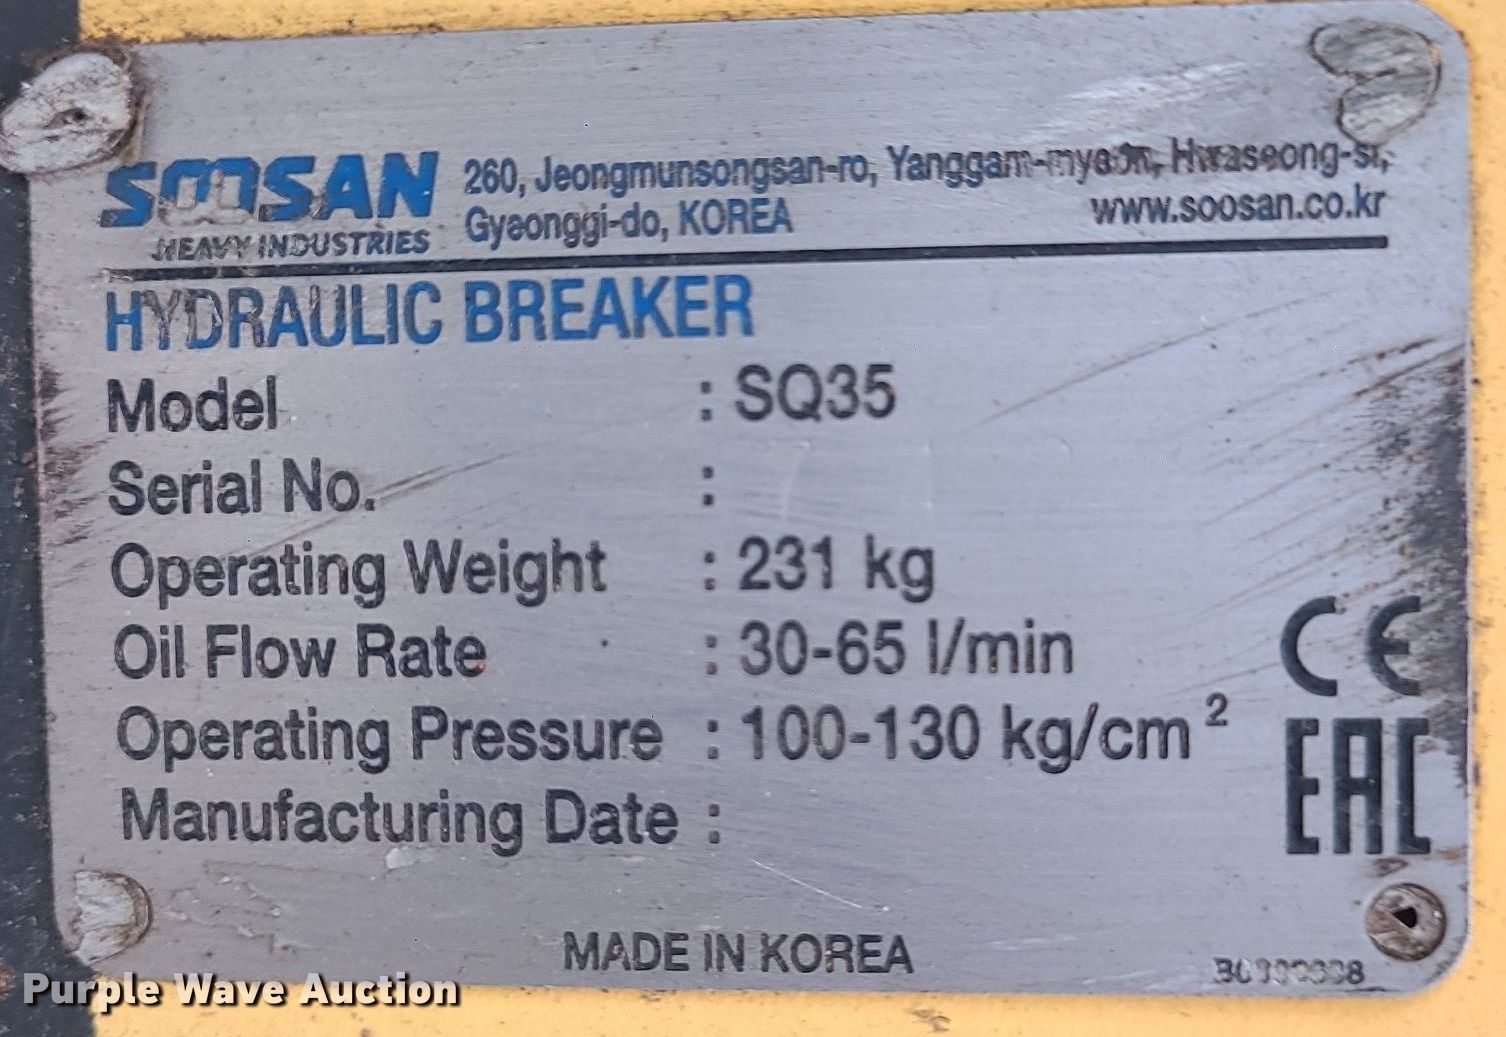 SOOSAN
HEAVY INDUSTRIES
260, Jeongmunsongsan-ro, Yanggam-myeon, Hwaseong-si,
Gyeonggi-do, KOREA
www.soosan.co.kr
HYDRAULIC BREAKER
Model : SQ35
Serial No. :
Operating Weight : 231 kg
Oil Flow Rate : 30-65 l/min
Operating Pressure : 100-130 kg/cm²
Manufacturing Date :
CE
EAC
MADE IN KOREA
Purple Wave Auction